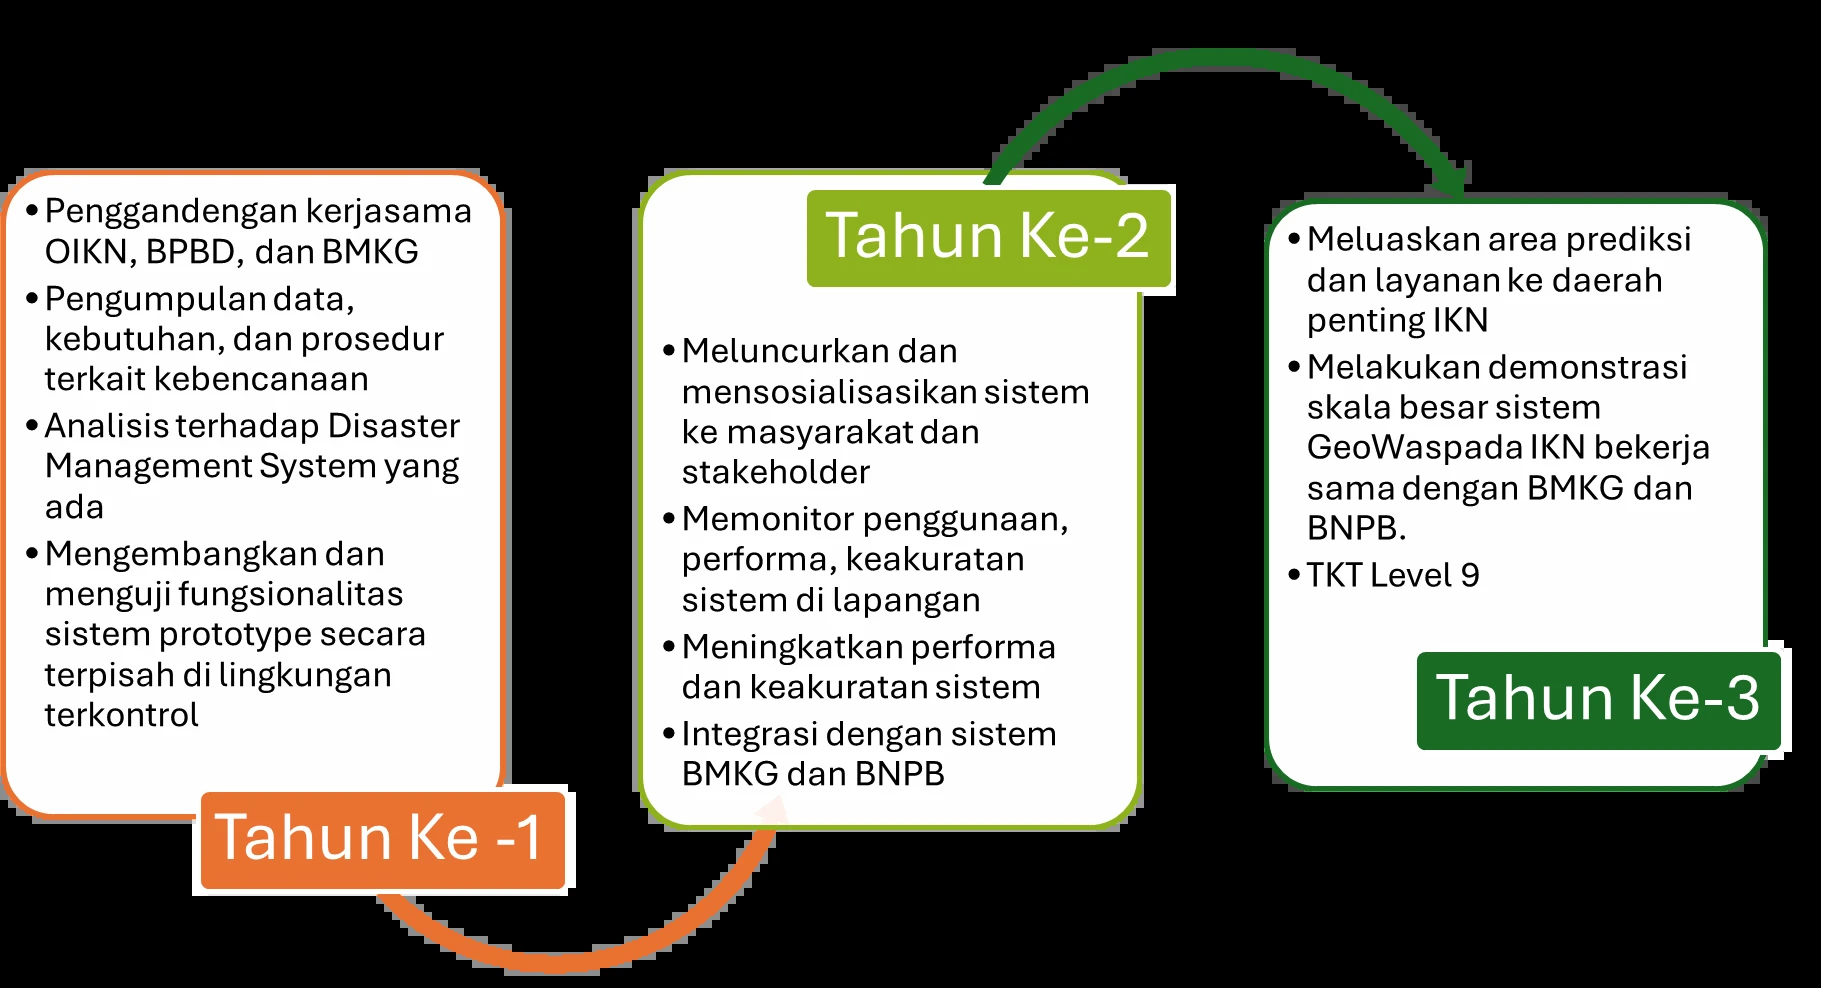 •Penggandengan kerjasama
OIKN, BPBD, dan BMKG
•Pengumpulan data,
kebutuhan, dan prosedur
terkait kebencanaan
•Analisis terhadap Disaster
Management System yang
ada
•Mengembangkan dan
menguji fungsionalitas
sistem prototype secara
terpisah di lingkungan
terkontrol
Tahun Ke -1
Tahun Ke-2
•Meluncurkan dan
mensosialisasikan sistem
ke masyarakat dan
stakeholder
•Memonitor penggunaan,
performa, keakuratan
sistem di lapangan
•Meningkatkan performa
dan keakuratan sistem
•Integrasi dengan sistem
BMKG dan BNPB
•Meluaskan area prediksi
dan layanan ke daerah
penting IKN
•Melakukan demonstrasi
skala besar sistem
GeoWaspada IKN bekerja
sama dengan BMKG dan
BNPB.
•TKT Level 9
Tahun Ke-3